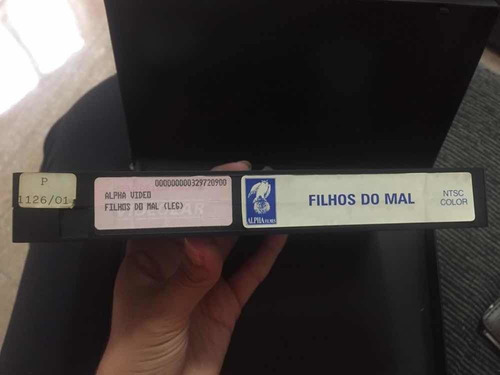 P
1126/01
000000000329720900
ALPHA VIDEO
FILHOS DO MAL (LEG)
ALPHA FILMES
FILHOS DO MAL
NTSC
COLOR